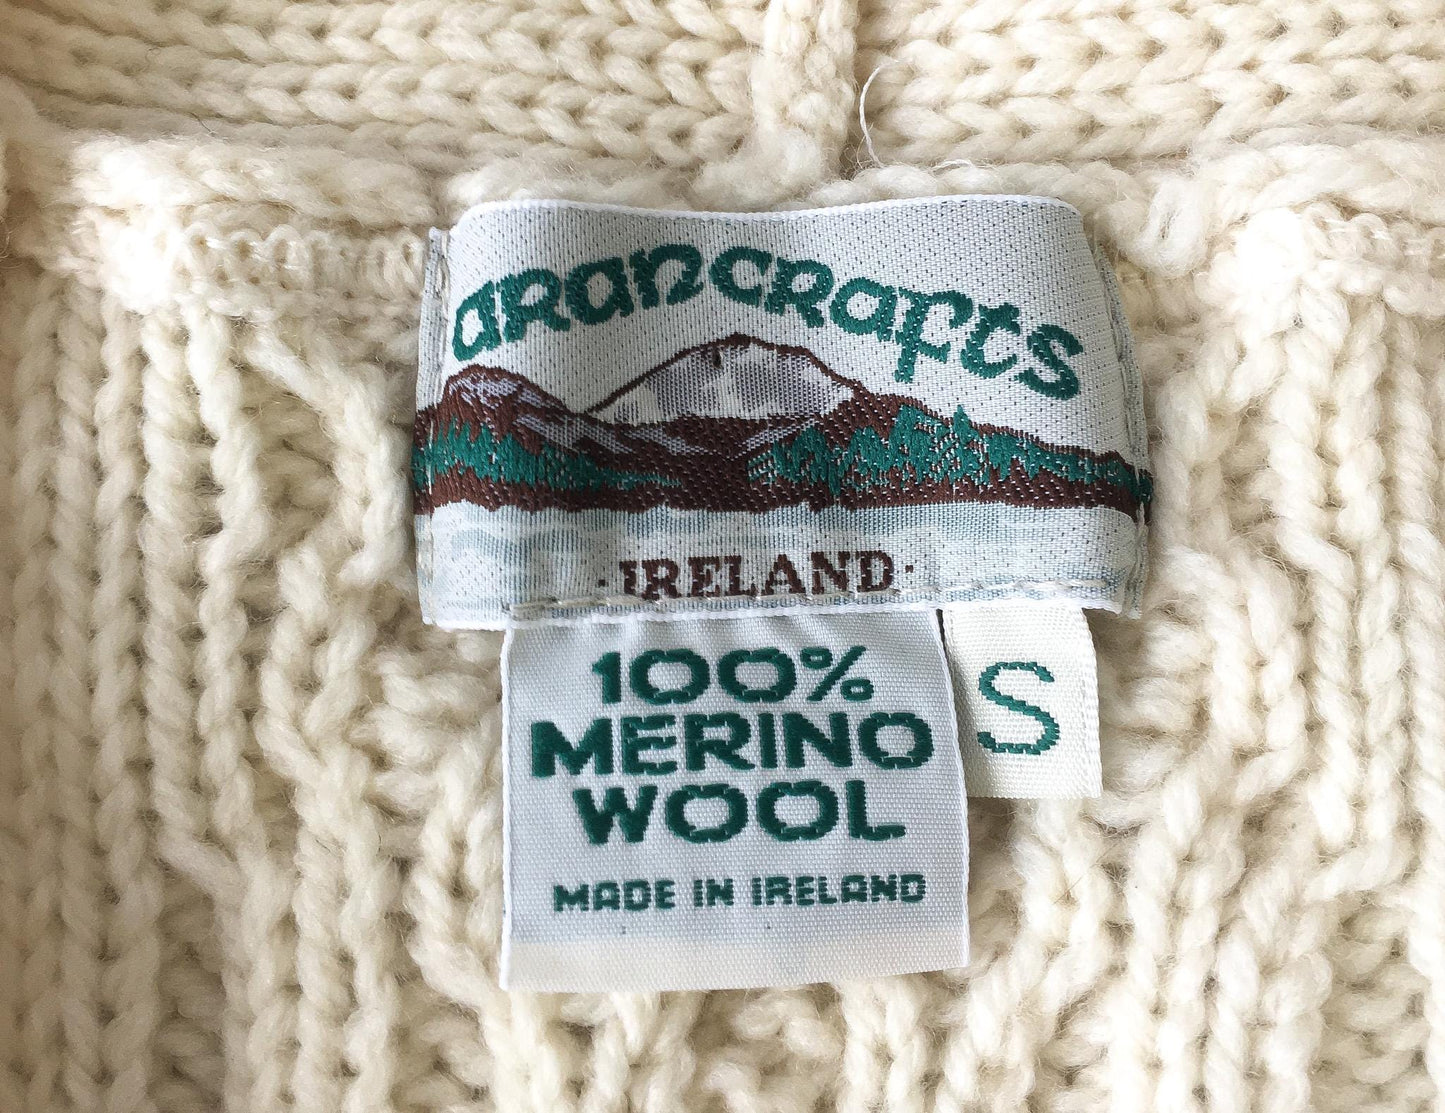 arancrafts
·IRELAND·
100%
MERINO
WOOL
MADE IN IRELAND
S